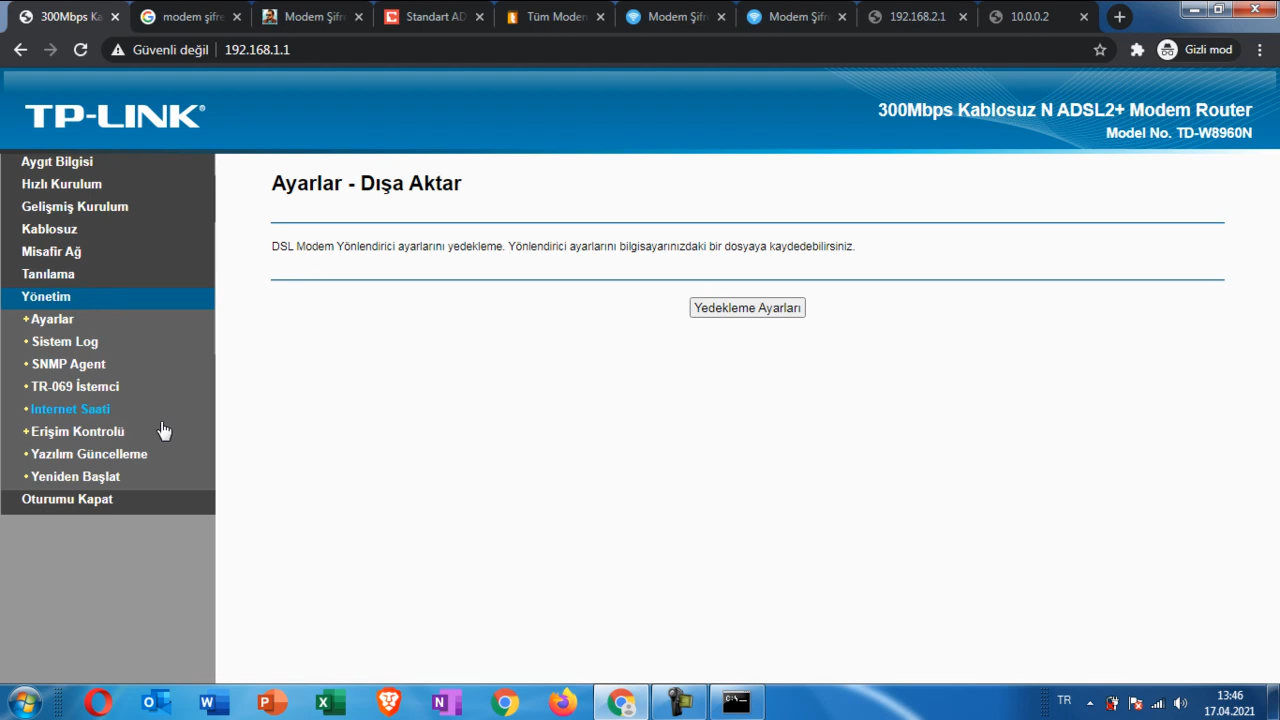 300Mbps Ka
modem şifre
Modem Şifre
Standart AD
Tüm Modem
Modem Şifr
Modem Şifr
192.168.2.1
10.0.0.2
Güvenli değil
192.168.1.1
Gizli mod
TP-LINK®
300Mbps Kablosuz N ADSL2+ Modem Router
Model No. TD-W8960N
Aygıt Bilgisi
Hızlı Kurulum
Gelişmiş Kurulum
Kablosuz
Misafir Ağ
Tanılama
Yönetim
+Ayarlar
Sistem Log
SNMP Agent
TR-069 İstemci
Internet Saati
+Erişim Kontrolü
Yazılım Güncelleme
Yeniden Başlat
Oturumu Kapat
Ayarlar - Dışa Aktar
DSL Modem Yönlendirici ayarlarını yedekleme. Yönlendirici ayarlarını bilgisayarınızdaki bir dosyaya kaydedebilirsiniz.
Yedekleme Ayarları
TR
13:46
17.04.2021